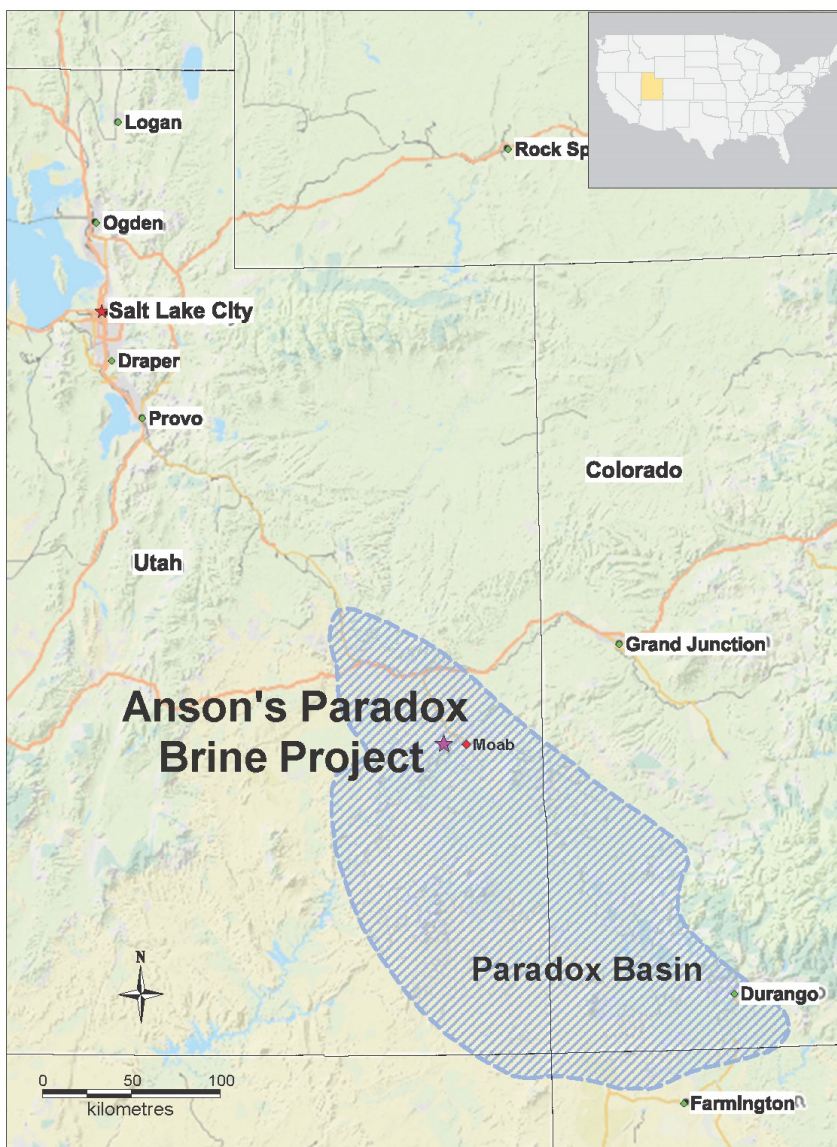 Logan
Rock Sp
Ogden
Salt Lake City
Draper
Provo
Colorado
Utah
Grand Junction
Anson's Paradox
Brine Project
Moab
Paradox Basin
N
Durango
0 50 100
kilometres
Farmington